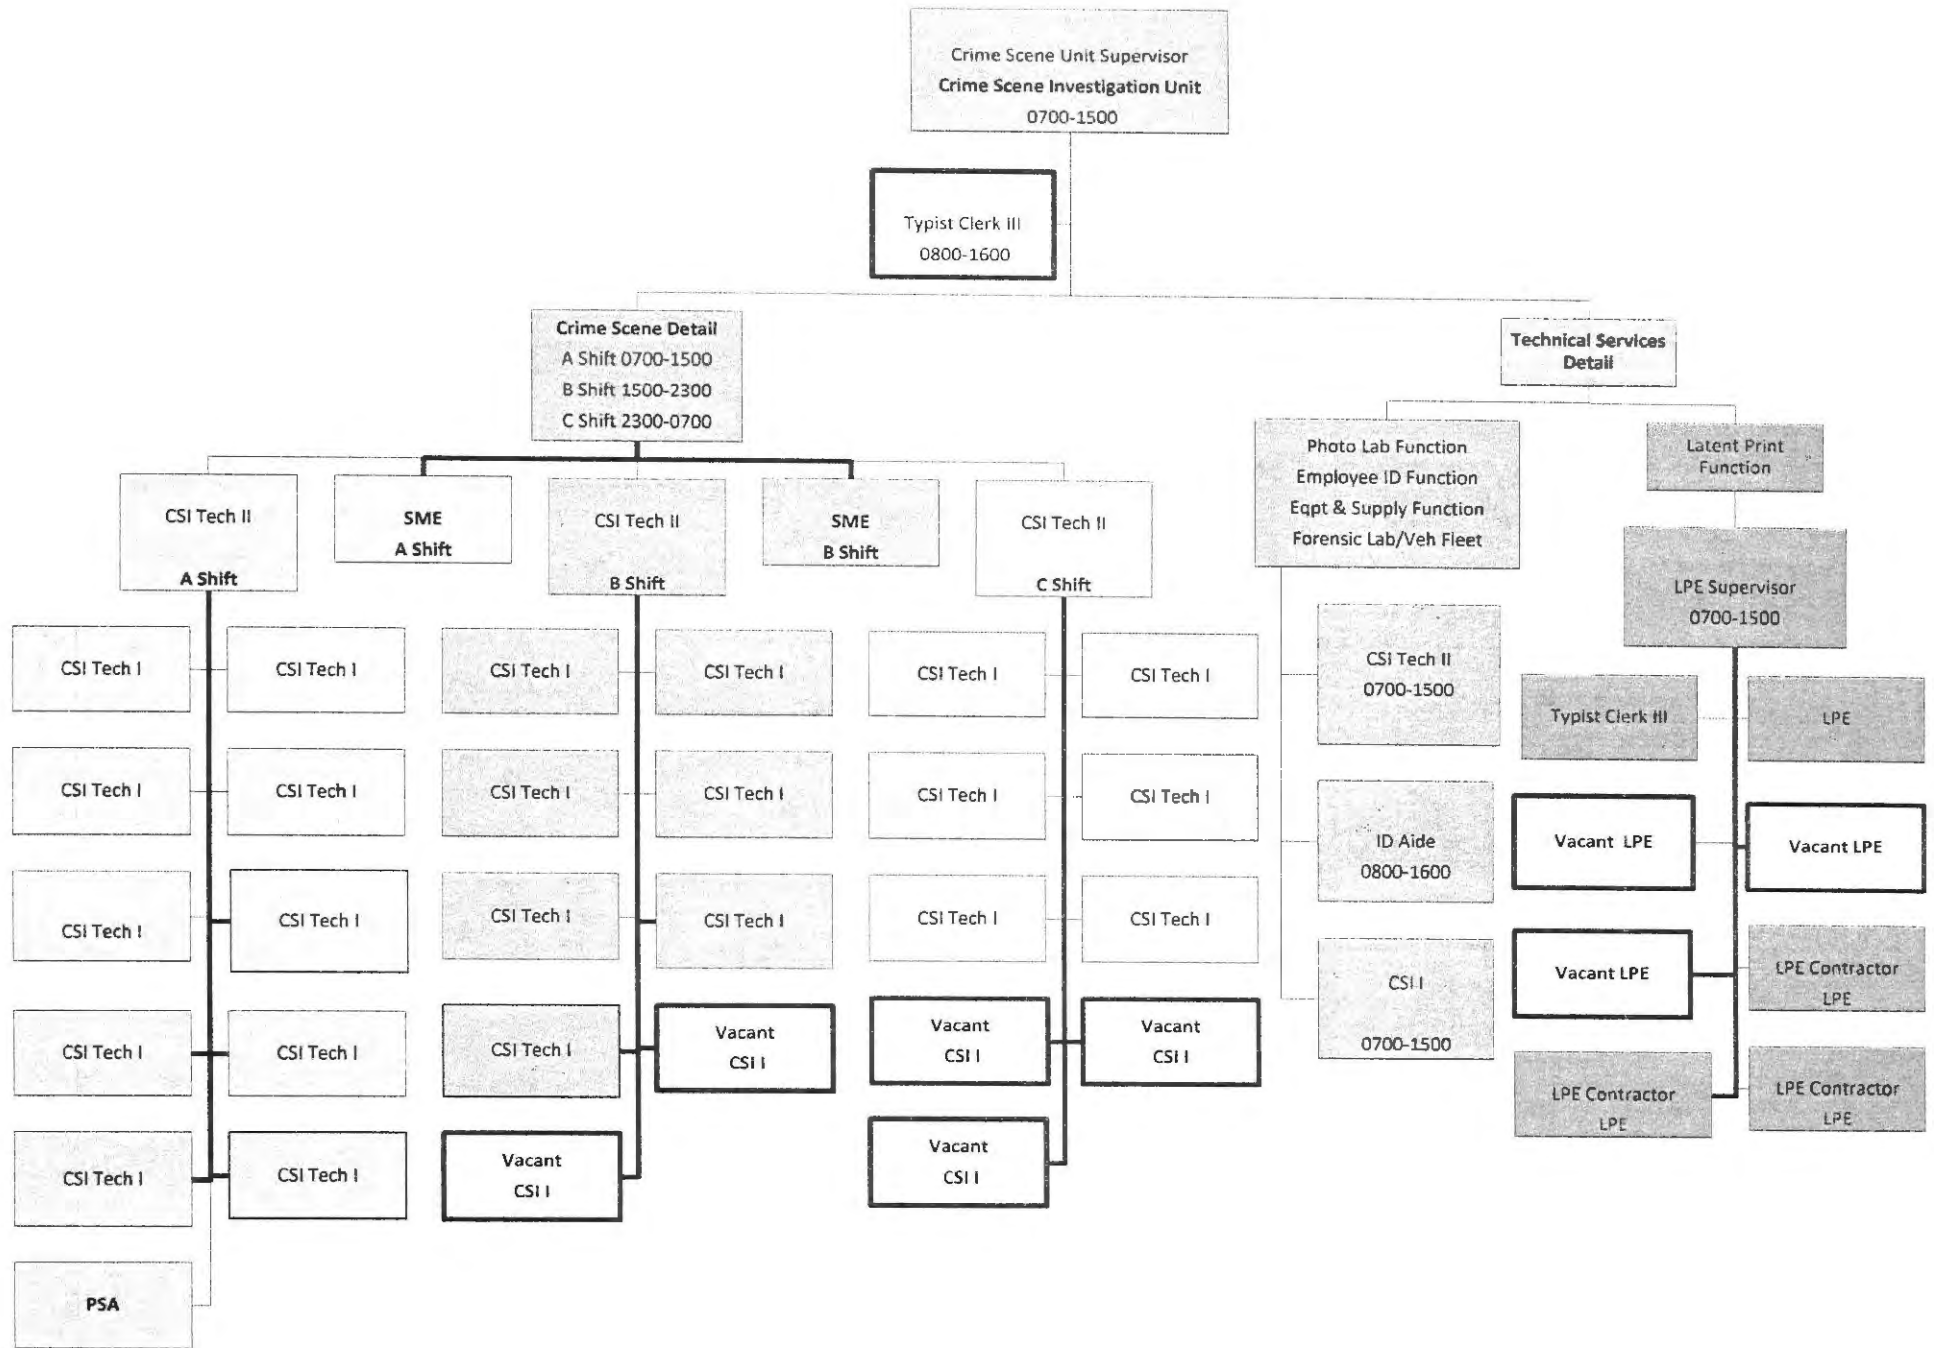 Crime Scene Unit Supervisor
Crime Scene Investigation Unit
0700-1500
Typist Clerk III
0800-1600
Crime Scene Detail
A Shift 0700-1500
B Shift 1500-2300
C Shift 2300-0700
Technical Services
Detail
CSI Tech II
A Shift
SME
A Shift
CSI Tech II
B Shift
SME
B Shift
CSI Tech II
C Shift
Photo Lab Function
Employee ID Function
Eqpt & Supply Function
Forensic Lab/Veh Fleet
Latent Print
Function
LPE Supervisor
0700-1500
CSI Tech I
CSI Tech I
CSI Tech I
CSI Tech I
CSI Tech I
CSI Tech I
CSI Tech I
CSI Tech I
CSI Tech I
CSI Tech I
PSA
CSI Tech I
CSI Tech I
CSI Tech I
CSI Tech I
CSI Tech I
CSI Tech I
CSI Tech I
Vacant
CSI I
Vacant
CSI I
CSI Tech I
CSI Tech I
CSI Tech I
CSI Tech I
CSI Tech I
CSI Tech I
Vacant
CSI I
Vacant
CSI I
Vacant
CSI I
CSI Tech II
0700-1500
ID Aide
0800-1600
CSI I
0700-1500
Typist Clerk III
LPE
Vacant LPE
Vacant LPE
Vacant LPE
LPE Contractor
LPE
LPE Contractor
LPE
LPE Contractor
LPE